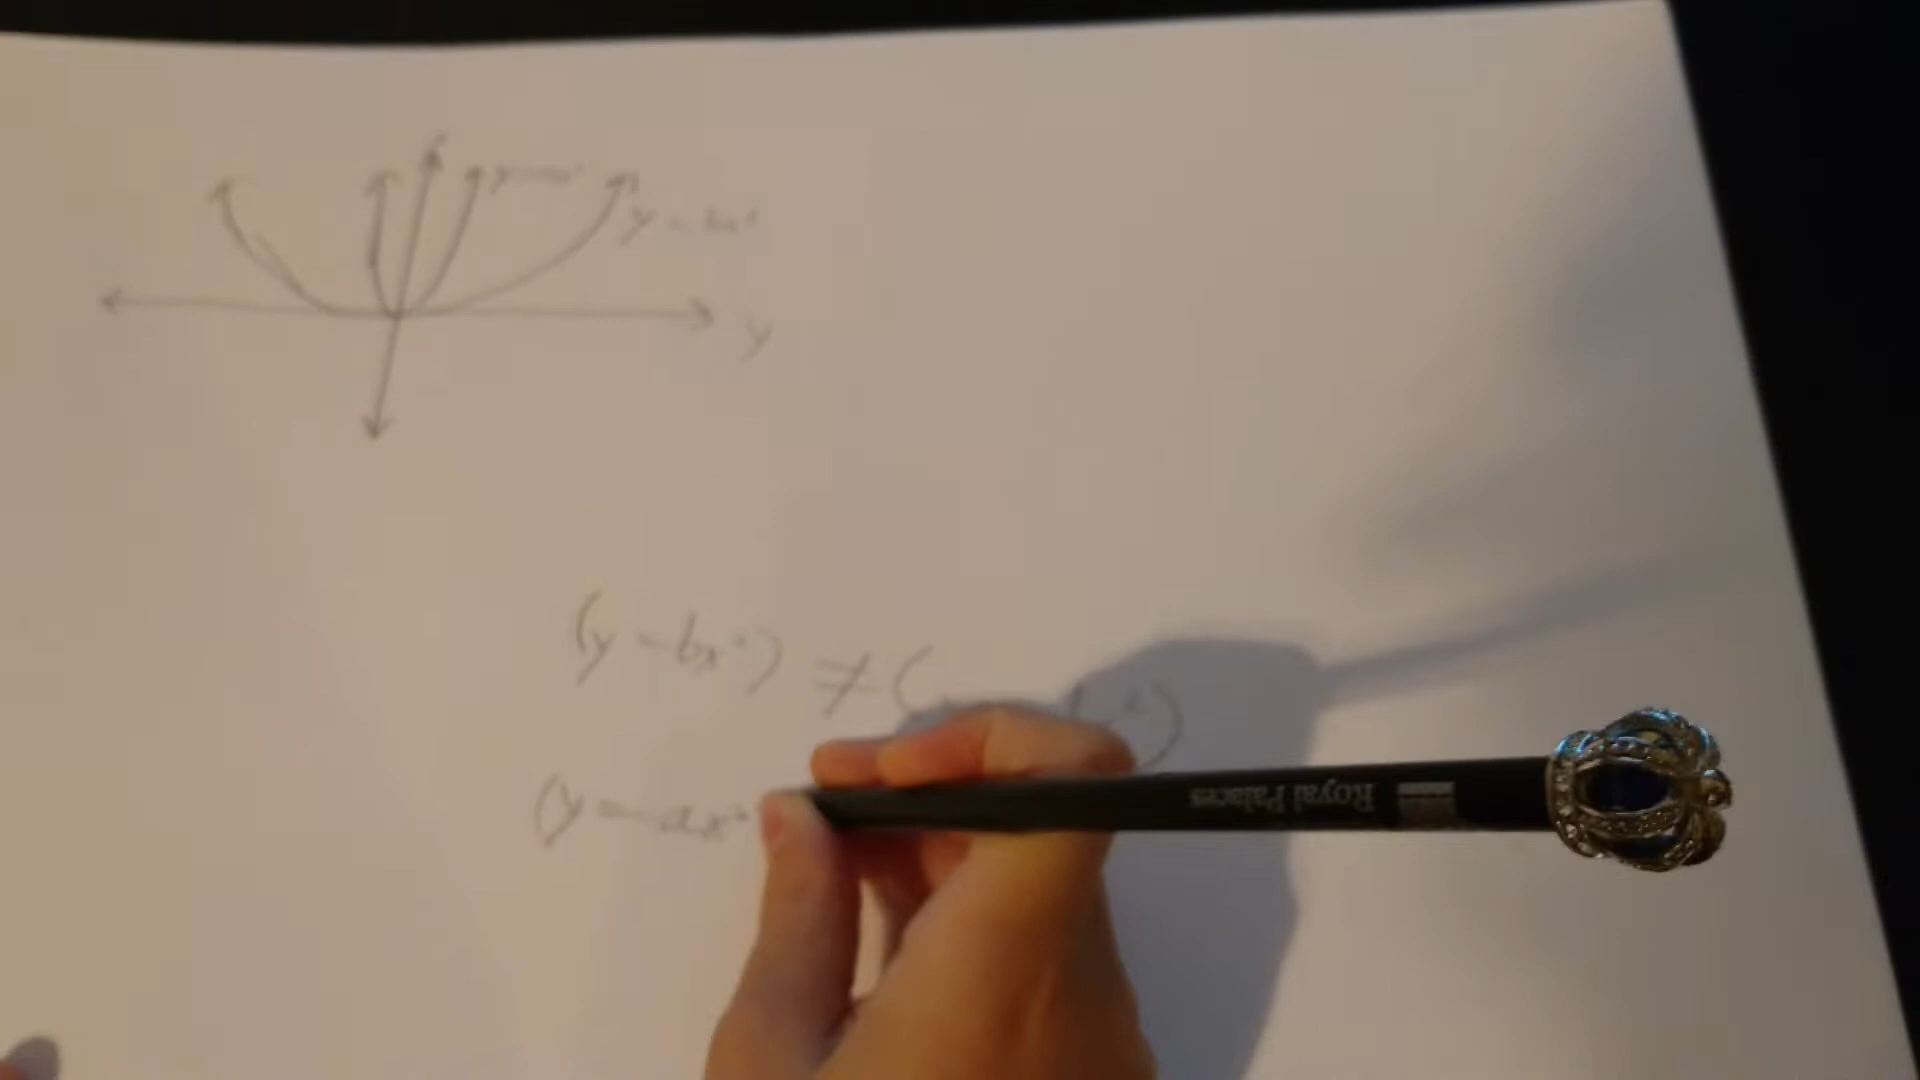 y = bx²
y
(y - bx²) ≠ (
(y - ax²
Royal Palaces